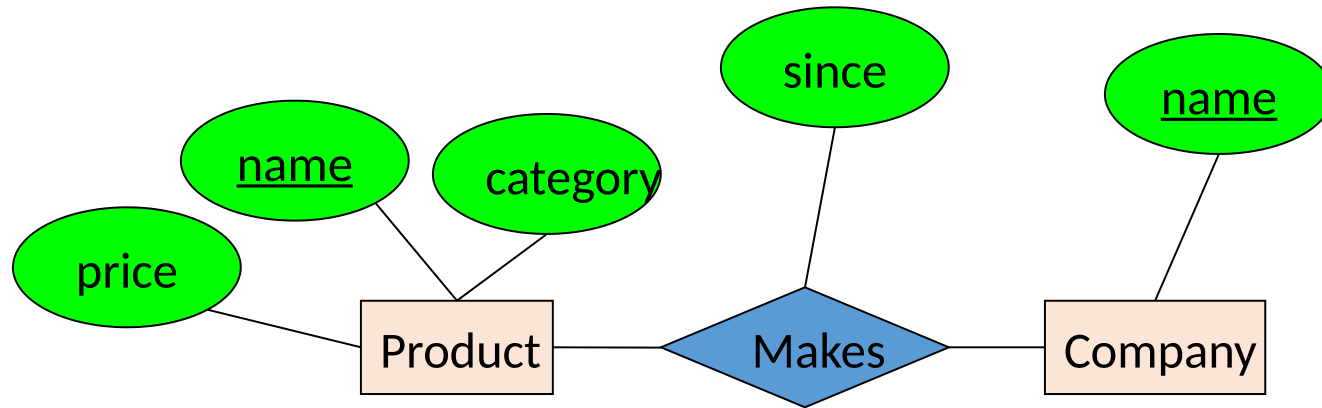 since
name
name
category
price
Product
Makes
Company